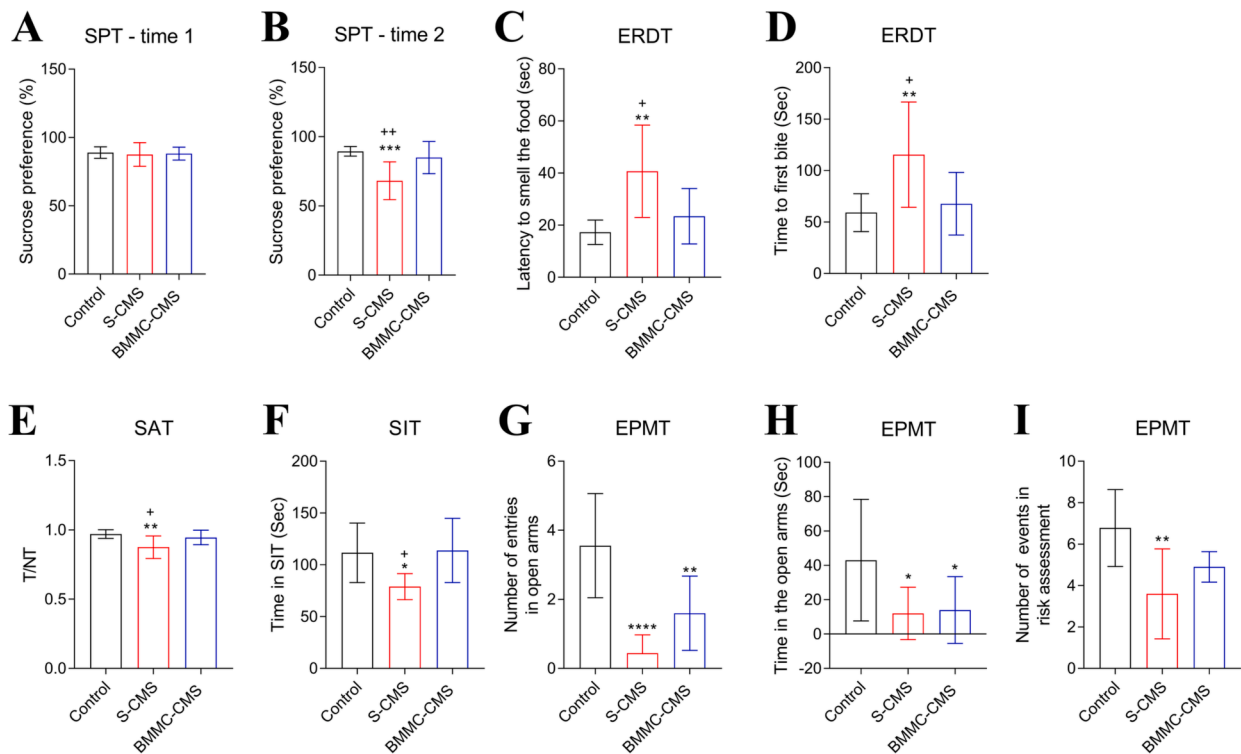 A
SPT - time 1
Sucrose preference (%)
150
100
50
0
Control
S-CMS
BMMC-CMS
B
SPT - time 2
Sucrose preference (%)
150
100
50
0
++
***
Control
S-CMS
BMMC-CMS
C
ERDT
Latency to smell the food (sec)
80
60
40
20
0
+
**
Control
S-CMS
BMMC-CMS
D
ERDT
Time to first bite (Sec)
200
150
100
50
0
+
**
Control
S-CMS
BMMC-CMS
E
SAT
T/NT
1.5
1.0
0.5
0.0
+
**
Control
S-CMS
BMMC-CMS
F
SIT
Time in SIT (Sec)
200
150
100
50
0
+
*
Control
S-CMS
BMMC-CMS
G
EPMT
Number of entries
in open arms
6
4
2
0
****
**
Control
S-CMS
BMMC-CMS
H
EPMT
Time in the open arms (Sec)
100
80
60
40
20
0
-20
*
*
Control
S-CMS
BMMC-CMS
I
EPMT
Number of events in
risk assessment
10
8
6
4
2
0
**
Control
S-CMS
BMMC-CMS